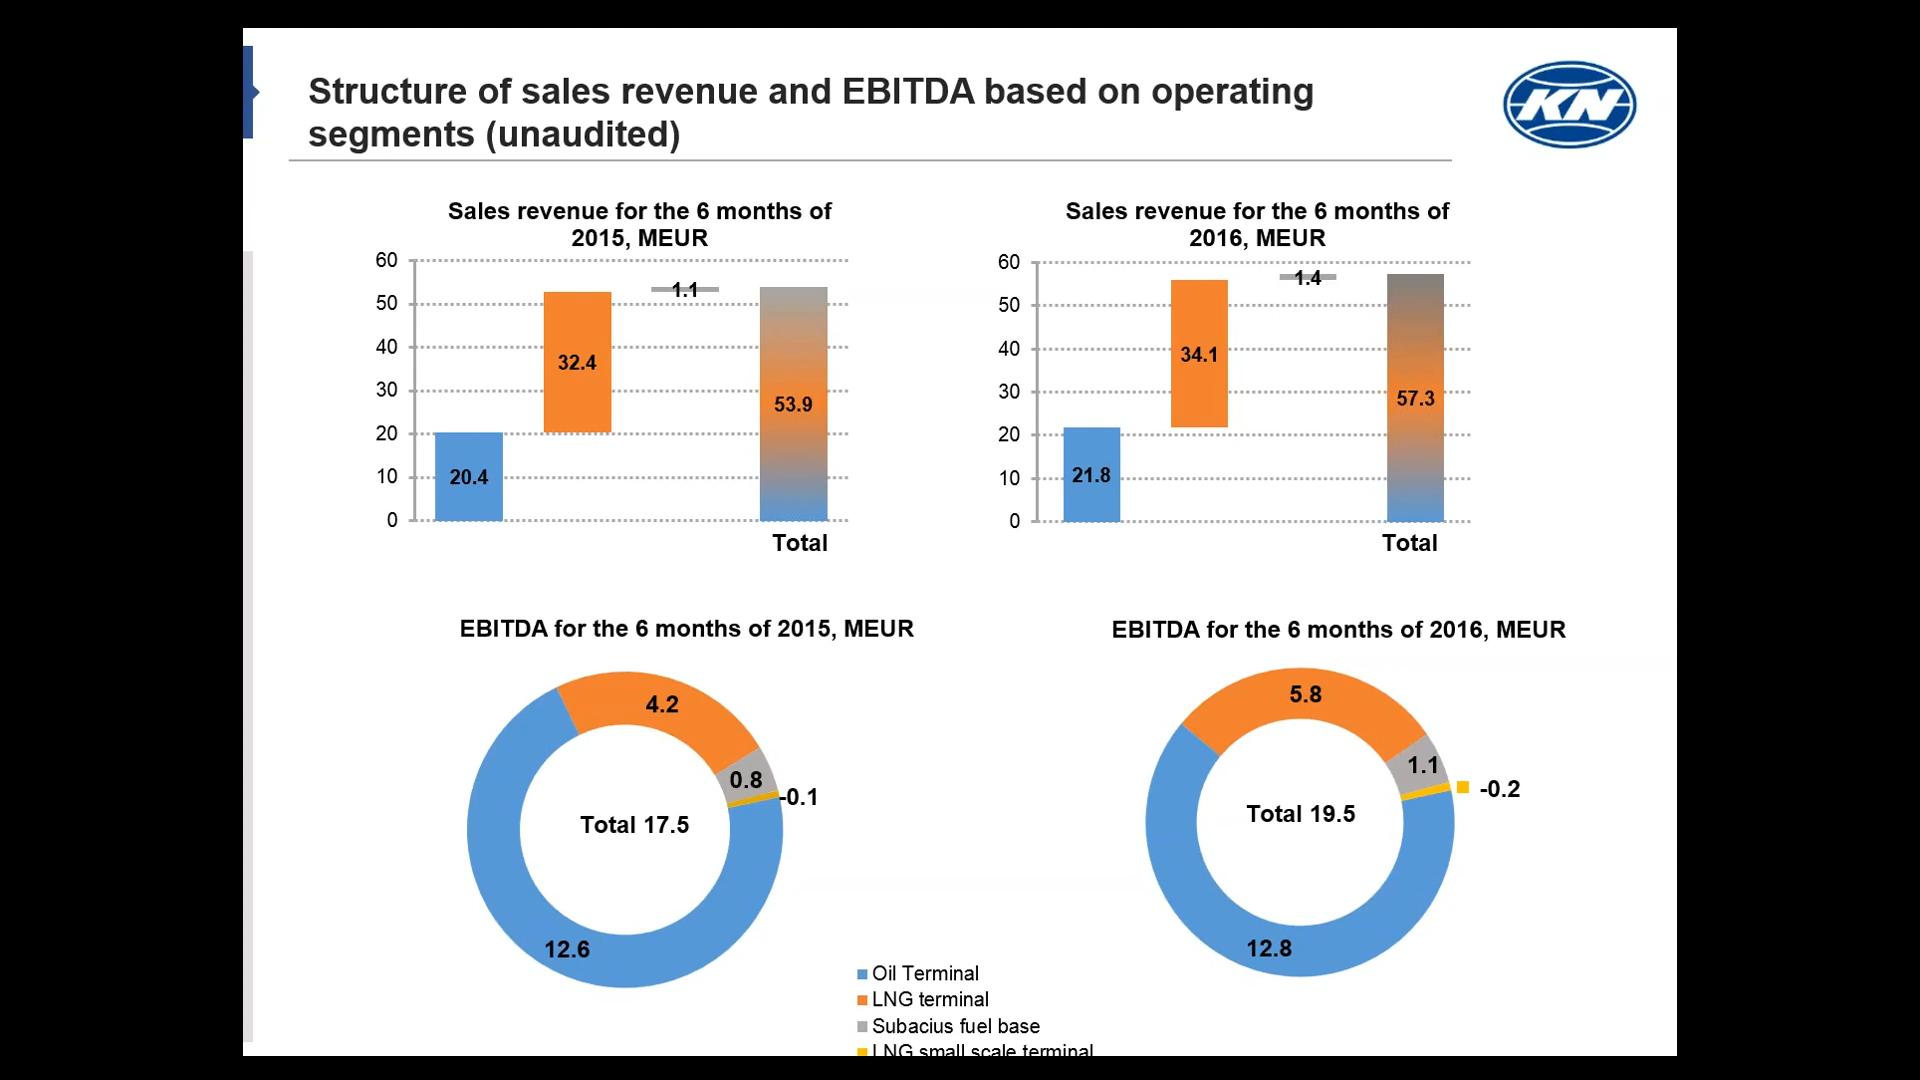 Structure of sales revenue and EBITDA based on operating
segments (unaudited)
KN
Sales revenue for the 6 months of
2015, MEUR
60
50
40
30
20
10
0
20.4
32.4
1.1
53.9
Total
Sales revenue for the 6 months of
2016, MEUR
60
50
40
30
20
10
0
21.8
34.1
1.4
57.3
Total
EBITDA for the 6 months of 2015, MEUR
4.2
0.8
-0.1
Total 17.5
12.6
EBITDA for the 6 months of 2016, MEUR
5.8
1.1
-0.2
Total 19.5
12.8
Oil Terminal
LNG terminal
Subacius fuel base
LNG small scale terminal